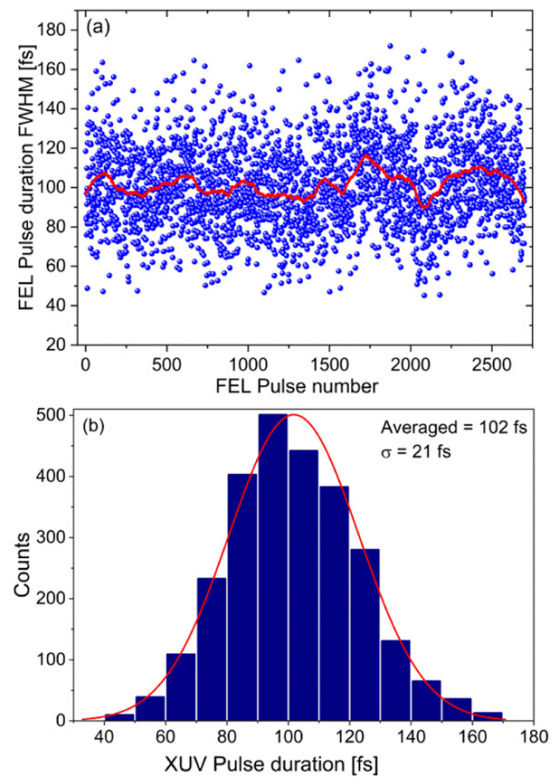 (a)
FEL Pulse duration FWHM [fs]
180
160
140
120
100
80
60
40
20
0 500 1000 1500 2000 2500
FEL Pulse number
(b)
Averaged = 102 fs
σ = 21 fs
Counts
500
400
300
200
100
0
40 60 80 100 120 140 160 180
XUV Pulse duration [fs]